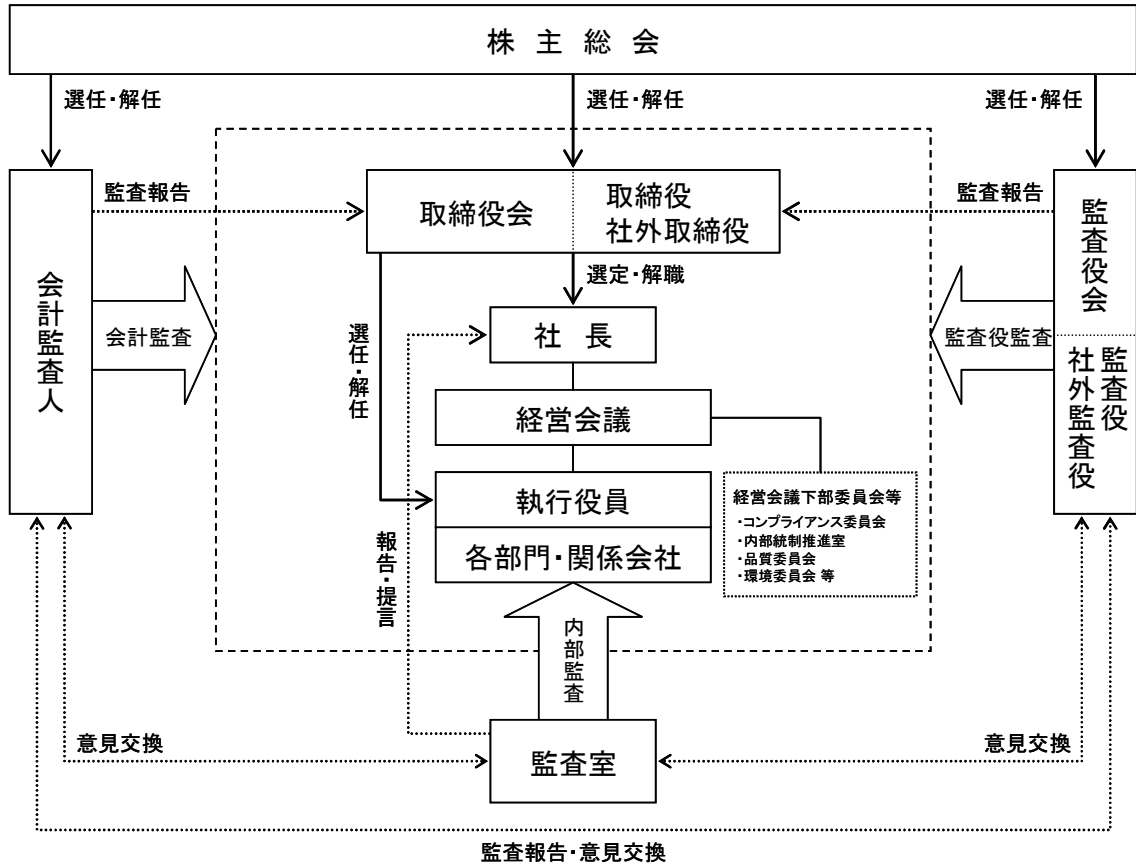 株主総会
選任・解任
選任・解任
選任・解任
監査報告
取締役会
取締役
社外取締役
監査報告
会計監査人
監査役会
監査役
社外監査役
選定・解職
会計監査
社長
監査役監査
選任・解任
経営会議
執行役員
各部門・関係会社
経営会議下部委員会等
・コンプライアンス委員会
・内部統制推進室
・品質委員会
・環境委員会 等
報告・提言
内部監査
意見交換
監査室
意見交換
監査報告・意見交換